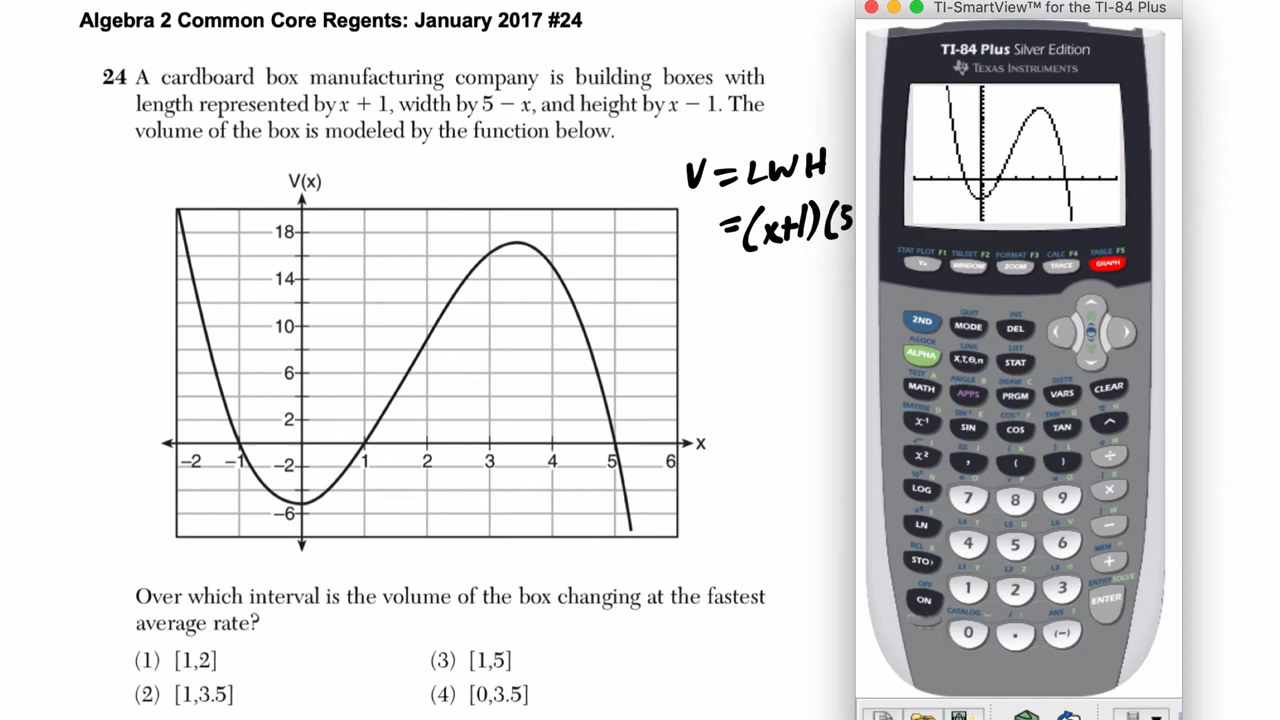 Algebra 2 Common Core Regents: January 2017 #24
24 A cardboard box manufacturing company is building boxes with
length represented by x + 1, width by 5 − x, and height by x − 1. The
volume of the box is modeled by the function below.
V(x)
18
14
10
6
2
−2
−6
−2 −1 1 2 3 4 5 6 x
V = LWH
= (x+1)(5
Over which interval is the volume of the box changing at the fastest
average rate?
(1) [1,2]
(2) [1,3.5]
(3) [1,5]
(4) [0,3.5]
TI-SmartView™ for the TI-84 Plus
TI-84 Plus Silver Edition
TEXAS INSTRUMENTS
STAT PLOT F1 TBLSET F2 FORMAT F3 CALC F4 TABLE F5
Y= WINDOW ZOOM TRACE GRAPH
QUIT INS
2ND MODE DEL
A-LOCK LINK LIST
ALPHA X,T,Θ,n STAT
TEST A ANGLE B DRAW C DISTR
MATH APPS PRGM VARS CLEAR
MATRIX D SIN⁻¹ E COS⁻¹ F TAN⁻¹ G π H
x⁻¹ SIN COS TAN ^
x² , ( ) ÷
LOG 7 8 9 ×
LN 4 5 6 −
STO› 1 2 3 +
OFF CATALOG ANS ? ENTRY SOLVE
ON 0 . (−) ENTER